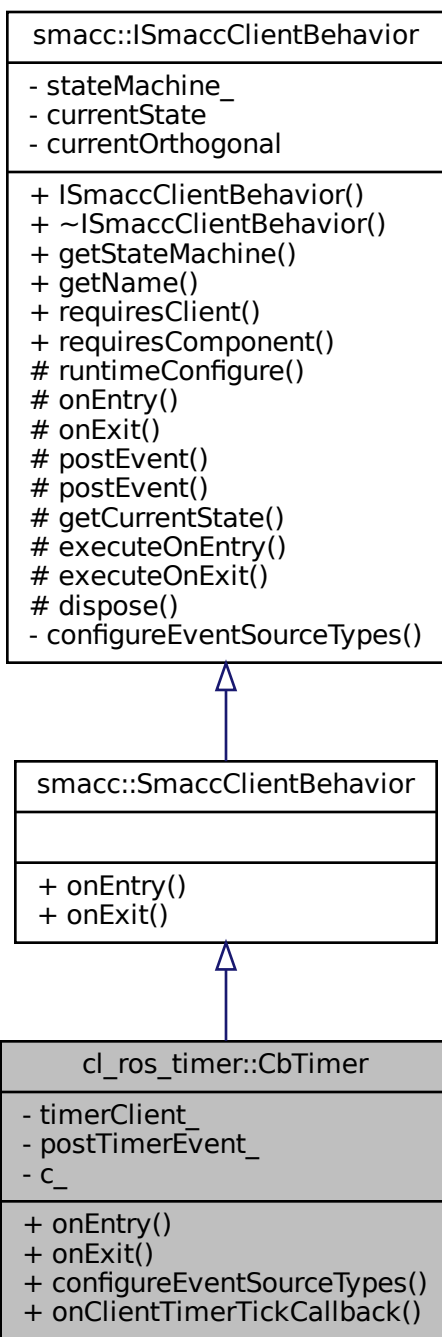 smacc::ISmaccClientBehavior
- stateMachine_
- currentState
- currentOrthogonal
+ ISmaccClientBehavior()
+ ~ISmaccClientBehavior()
+ getStateMachine()
+ getName()
+ requiresClient()
+ requiresComponent()
# runtimeConfigure()
# onEntry()
# onExit()
# postEvent()
# postEvent()
# getCurrentState()
# executeOnEntry()
# executeOnExit()
# dispose()
- configureEventSourceTypes()
smacc::SmaccClientBehavior
+ onEntry()
+ onExit()
cl_ros_timer::CbTimer
- timerClient_
- postTimerEvent_
- c_
+ onEntry()
+ onExit()
+ configureEventSourceTypes()
+ onClientTimerTickCallback()